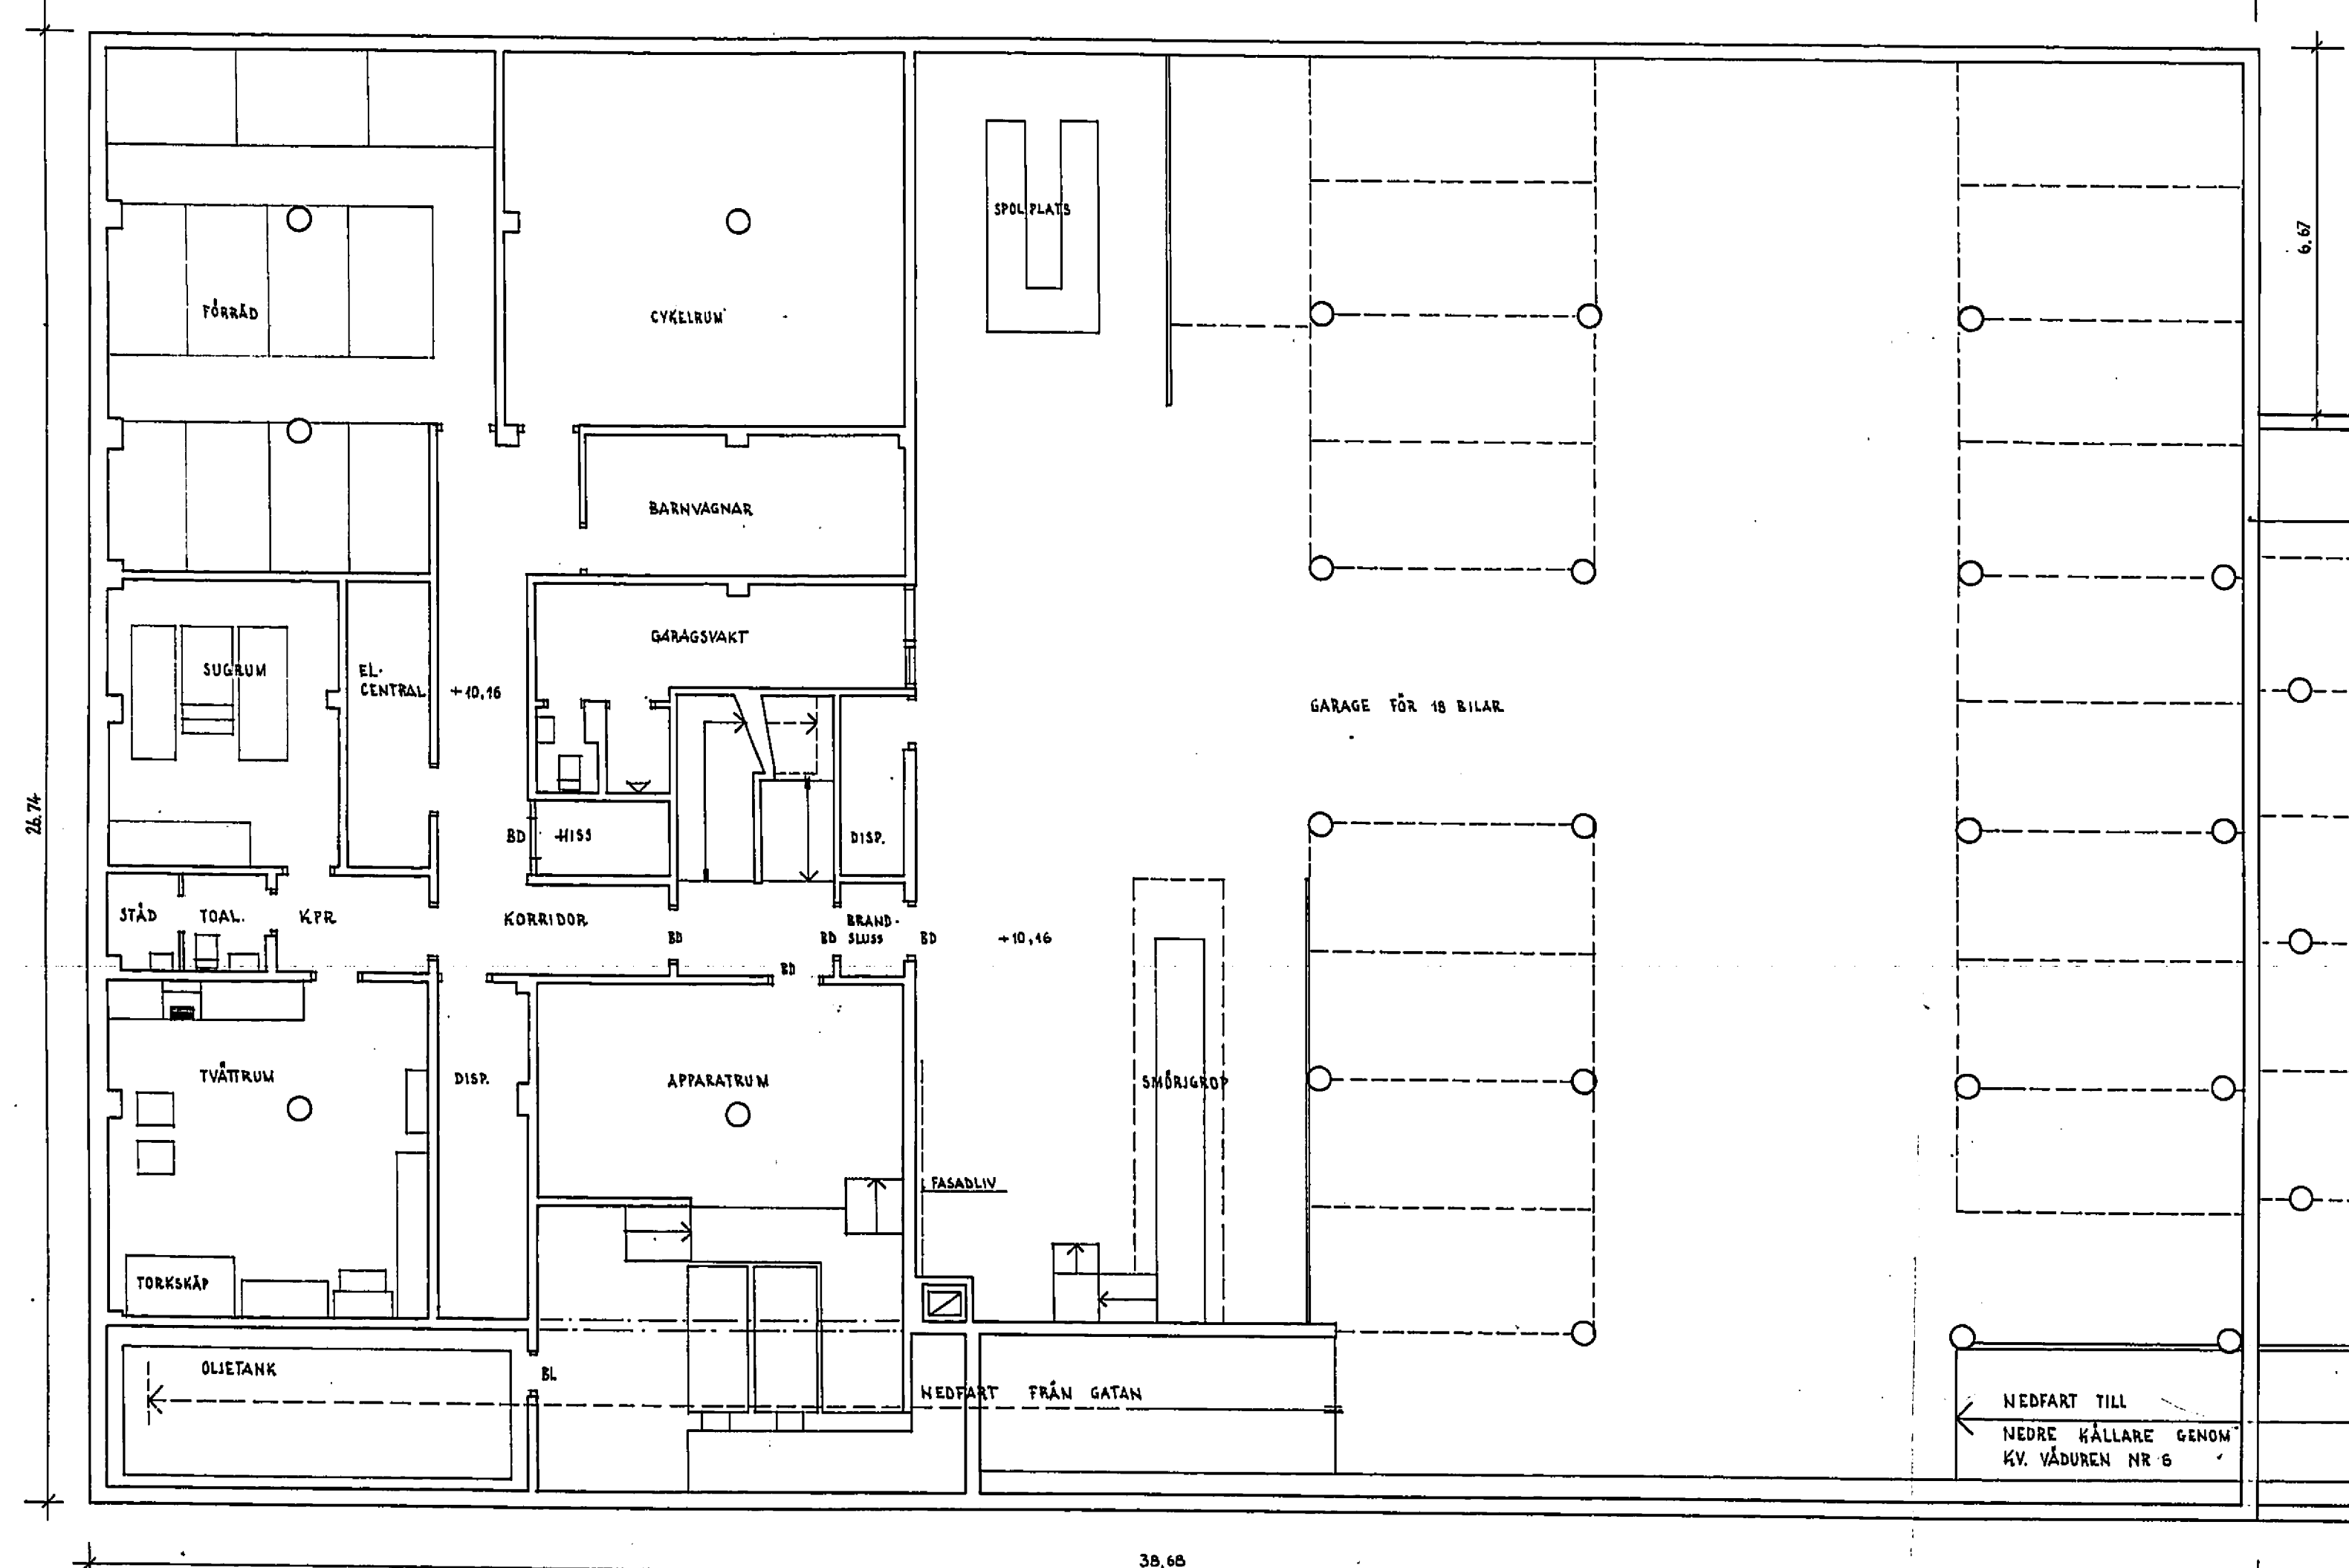 SPOLPLATS
6.67
FÖRRÅD
CYKELRUM
BARNVAGNAR
GARAGSVAKT
SUGRUM
EL-
CENTRAL
+10,16
GARAGE FÖR 18 BILAR
26.74
BD
HISS
DISP.
STÄD
TOAL.
KPR
KORRIDOR
BRAND-
SLUSS
BD
BD
BD
+10,16
BD
TVÄTTRUM
DISP.
APPARATRUM
SMÖRJGROP
FASADLIV
TORKSKÅP
OLJETANK
BL
NEDFART FRÅN GATAN
NEDFART TILL
NEDRE KÄLLARE GENOM
KV. VÄDUREN NR 6
38,68